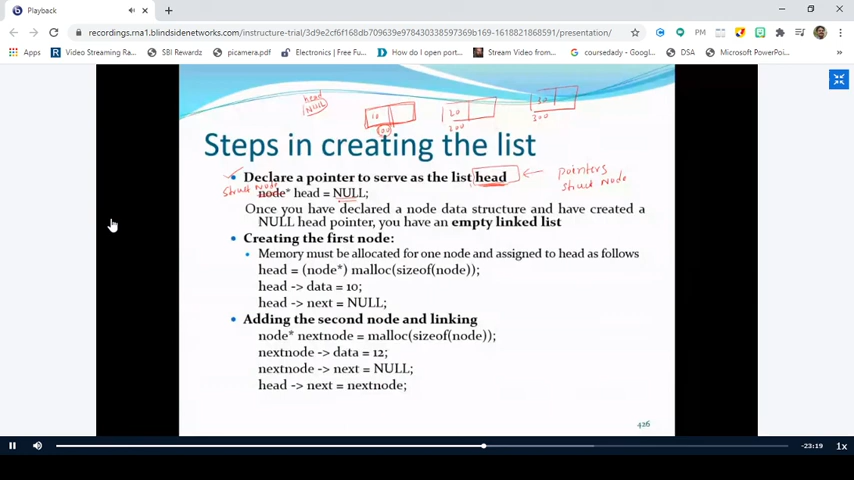 Playback
recordings.rna1.blindsidenetworks.com/instructure-trial/3d9e2cf6f168db709639e978430338597369b169-1618821868591/presentation/
Apps Video Streaming Ra... SBI Rewardz picamera.pdf Electronics (Free Fu... How do I open port... Stream Video from... coursedady - Googl... DSA Microsoft PowerPoi...
head
NULL
10 20 30
200 300
Steps in creating the list
• Declare a pointer to serve as the list head
pointers
struct Node
struct Node
node* head = NULL;
Once you have declared a node data structure and have created a
NULL head pointer, you have an empty linked list
• Creating the first node:
• Memory must be allocated for one node and assigned to head as follows
head = (node*) malloc(sizeof(node));
head -> data = 10;
head -> next = NULL;
• Adding the second node and linking
node* nextnode = malloc(sizeof(node));
nextnode -> data = 12;
nextnode -> next = NULL;
head -> next = nextnode;
426
-23:19 1x